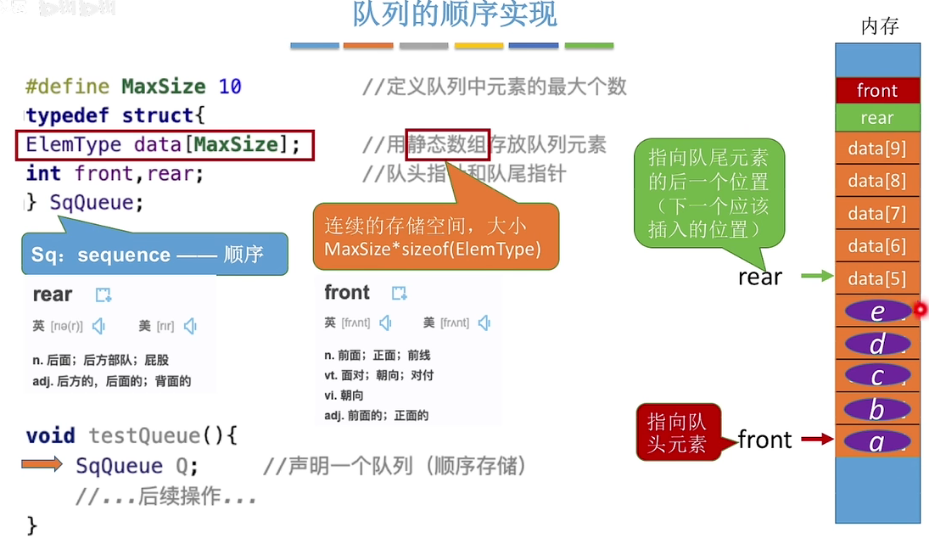 队列的顺序实现
#define MaxSize 10 //定义队列中元素的最大个数
typedef struct{
ElemType data[MaxSize]; //用静态数组存放队列元素
int front,rear; //队头指 和队尾指针
} SqQueue;
Sq：sequence —— 顺序
连续的存储空间，大小
MaxSize*sizeof(ElemType)
rear
英 [rɪə(r)] 美 [rɪr]
n. 后面；后方部队；屁股
adj. 后方的，后面的；背面的
front
英 [frʌnt] 美 [frʌnt]
n. 前面；正面；前线
vt. 面对；朝向；对付
vi. 朝向
adj. 前面的；正面的
void testQueue(){
SqQueue Q; //声明一个队列（顺序存储）
//...后续操作...
}
指向队尾元素
的后一个位置
（下一个应该
插入的位置）
rear
指向队
头元素
front
内存
front
rear
data[9]
data[8]
data[7]
data[6]
data[5]
e
d
c
b
a